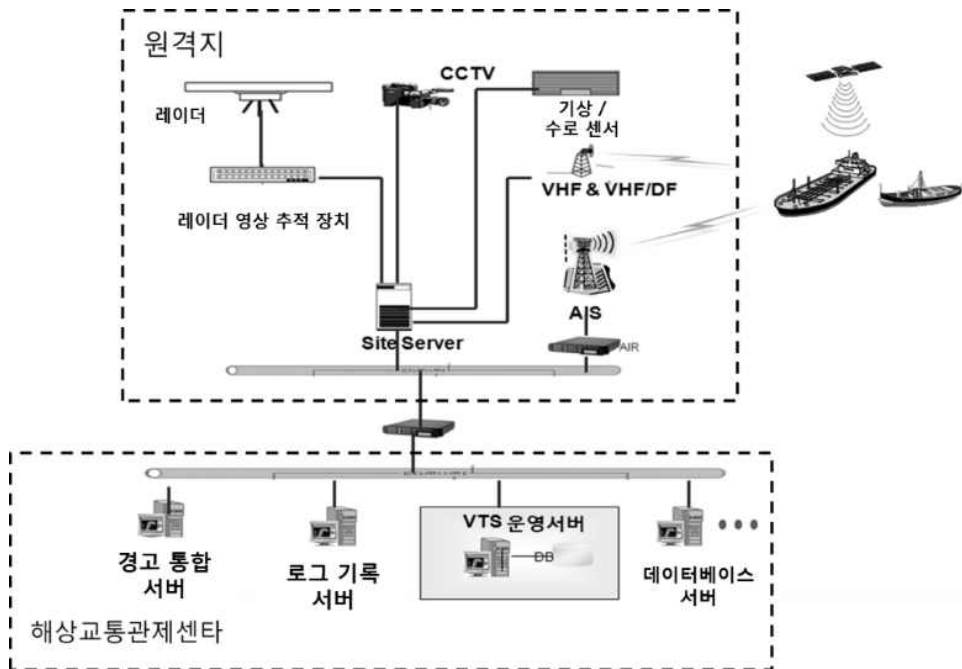 원격지
CCTV
레이더
기상 /
수로 센서
VHF & VHF/DF
레이더 영상 추적 장치
AIS
Site Server
AIR
VTS 운영서버
DB
경고 통합
서버
로그 기록
서버
데이터베이스
서버
해상교통관제센타